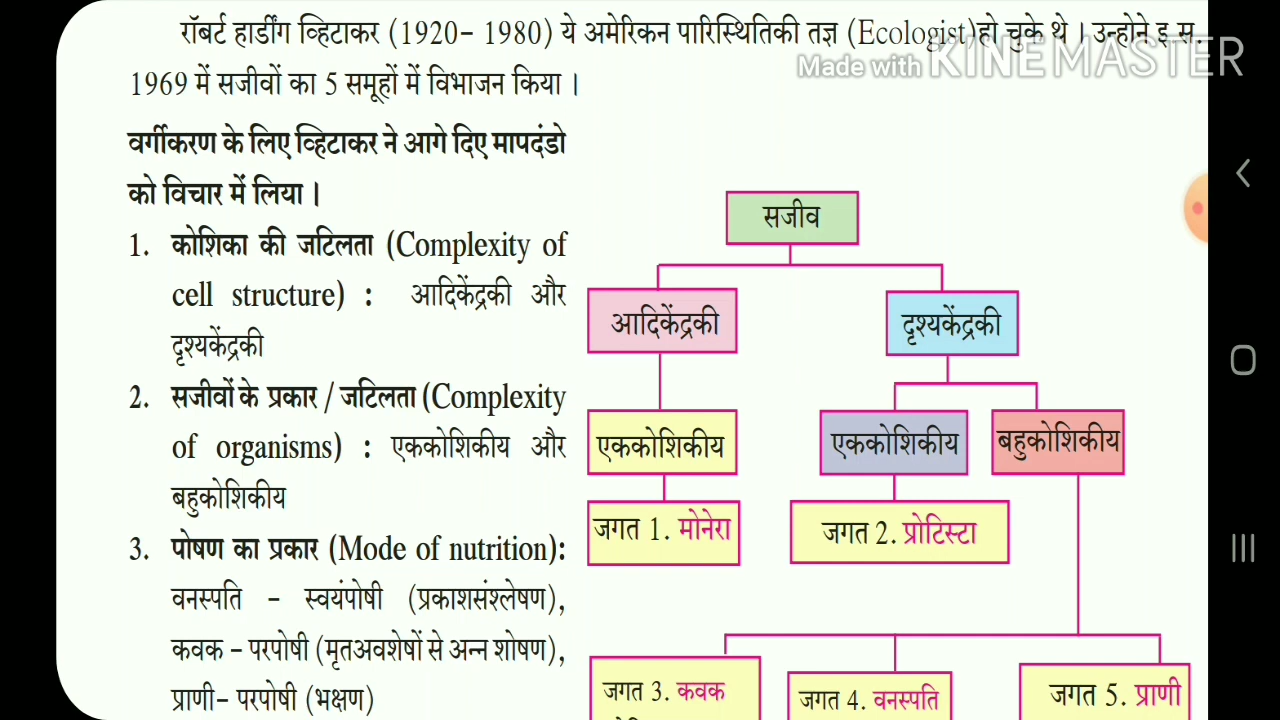 रॉबर्ट हार्डींग व्हिटाकर (1920- 1980) ये अमेरिकन पारिस्थितिकी तज्ञ (Ecologist)हो चुके थे । उन्होने इ स.
Made with KINEMASTER
1969 में सजीवों का 5 समूहों में विभाजन किया ।
वर्गीकरण के लिए व्हिटाकर ने आगे दिए मापदंडो
को विचार में लिया ।
1. कोशिका की जटिलता (Complexity of
cell structure) : आदिकेंद्रकी और
दृश्यकेंद्रकी
2. सजीवों के प्रकार / जटिलता (Complexity
of organisms) : एककोशिकीय और
बहुकोशिकीय
3. पोषण का प्रकार (Mode of nutrition):
वनस्पति - स्वयंपोषी (प्रकाशसंश्लेषण),
कवक - परपोषी (मृतअवशेषों से अन्न शोषण),
प्राणी- परपोषी (भक्षण)
सजीव
आदिकेंद्रकी
दृश्यकेंद्रकी
एककोशिकीय
एककोशिकीय
बहुकोशिकीय
जगत 1. मोनेरा
जगत 2. प्रोटिस्टा
जगत 3. कवक
जगत 4. वनस्पति
जगत 5. प्राणी